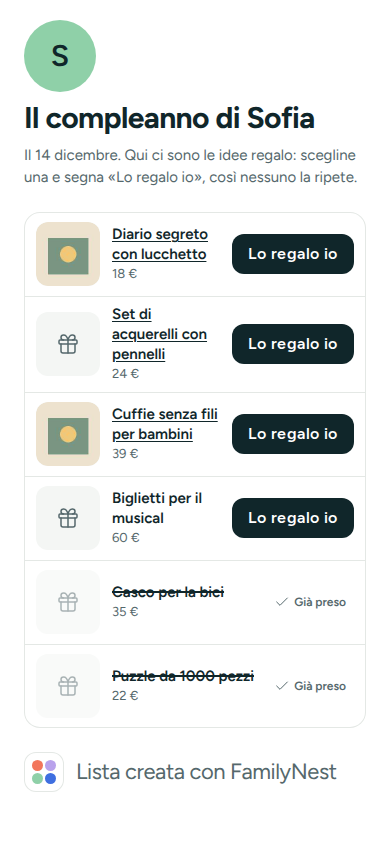 S
Il compleanno di Sofia
Il 14 dicembre. Qui ci sono le idee regalo: scegline
una e segna «Lo regalo io», così nessuno la ripete.
Diario segreto
con lucchetto
18 €
Lo regalo io
Set di
acquerelli con
pennelli
24 €
Lo regalo io
Cuffie senza fili
per bambini
39 €
Lo regalo io
Biglietti per il
musical
60 €
Lo regalo io
Casco per la bici
35 €
Già preso
Puzzle da 1000 pezzi
22 €
Già preso
Lista creata con FamilyNest